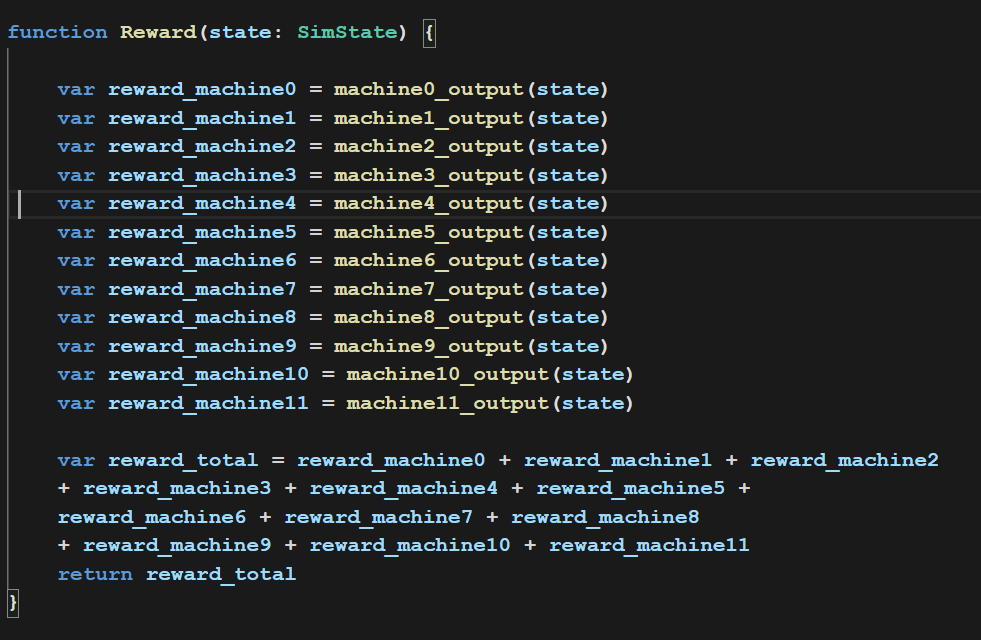 function Reward(state: SimState) {
var reward_machine0 = machine0_output(state)
var reward_machine1 = machine1_output(state)
var reward_machine2 = machine2_output(state)
var reward_machine3 = machine3_output(state)
var reward_machine4 = machine4_output(state)
var reward_machine5 = machine5_output(state)
var reward_machine6 = machine6_output(state)
var reward_machine7 = machine7_output(state)
var reward_machine8 = machine8_output(state)
var reward_machine9 = machine9_output(state)
var reward_machine10 = machine10_output(state)
var reward_machine11 = machine11_output(state)
var reward_total = reward_machine0 + reward_machine1 + reward_machine2
+ reward_machine3 + reward_machine4 + reward_machine5 +
reward_machine6 + reward_machine7 + reward_machine8
+ reward_machine9 + reward_machine10 + reward_machine11
return reward_total
}